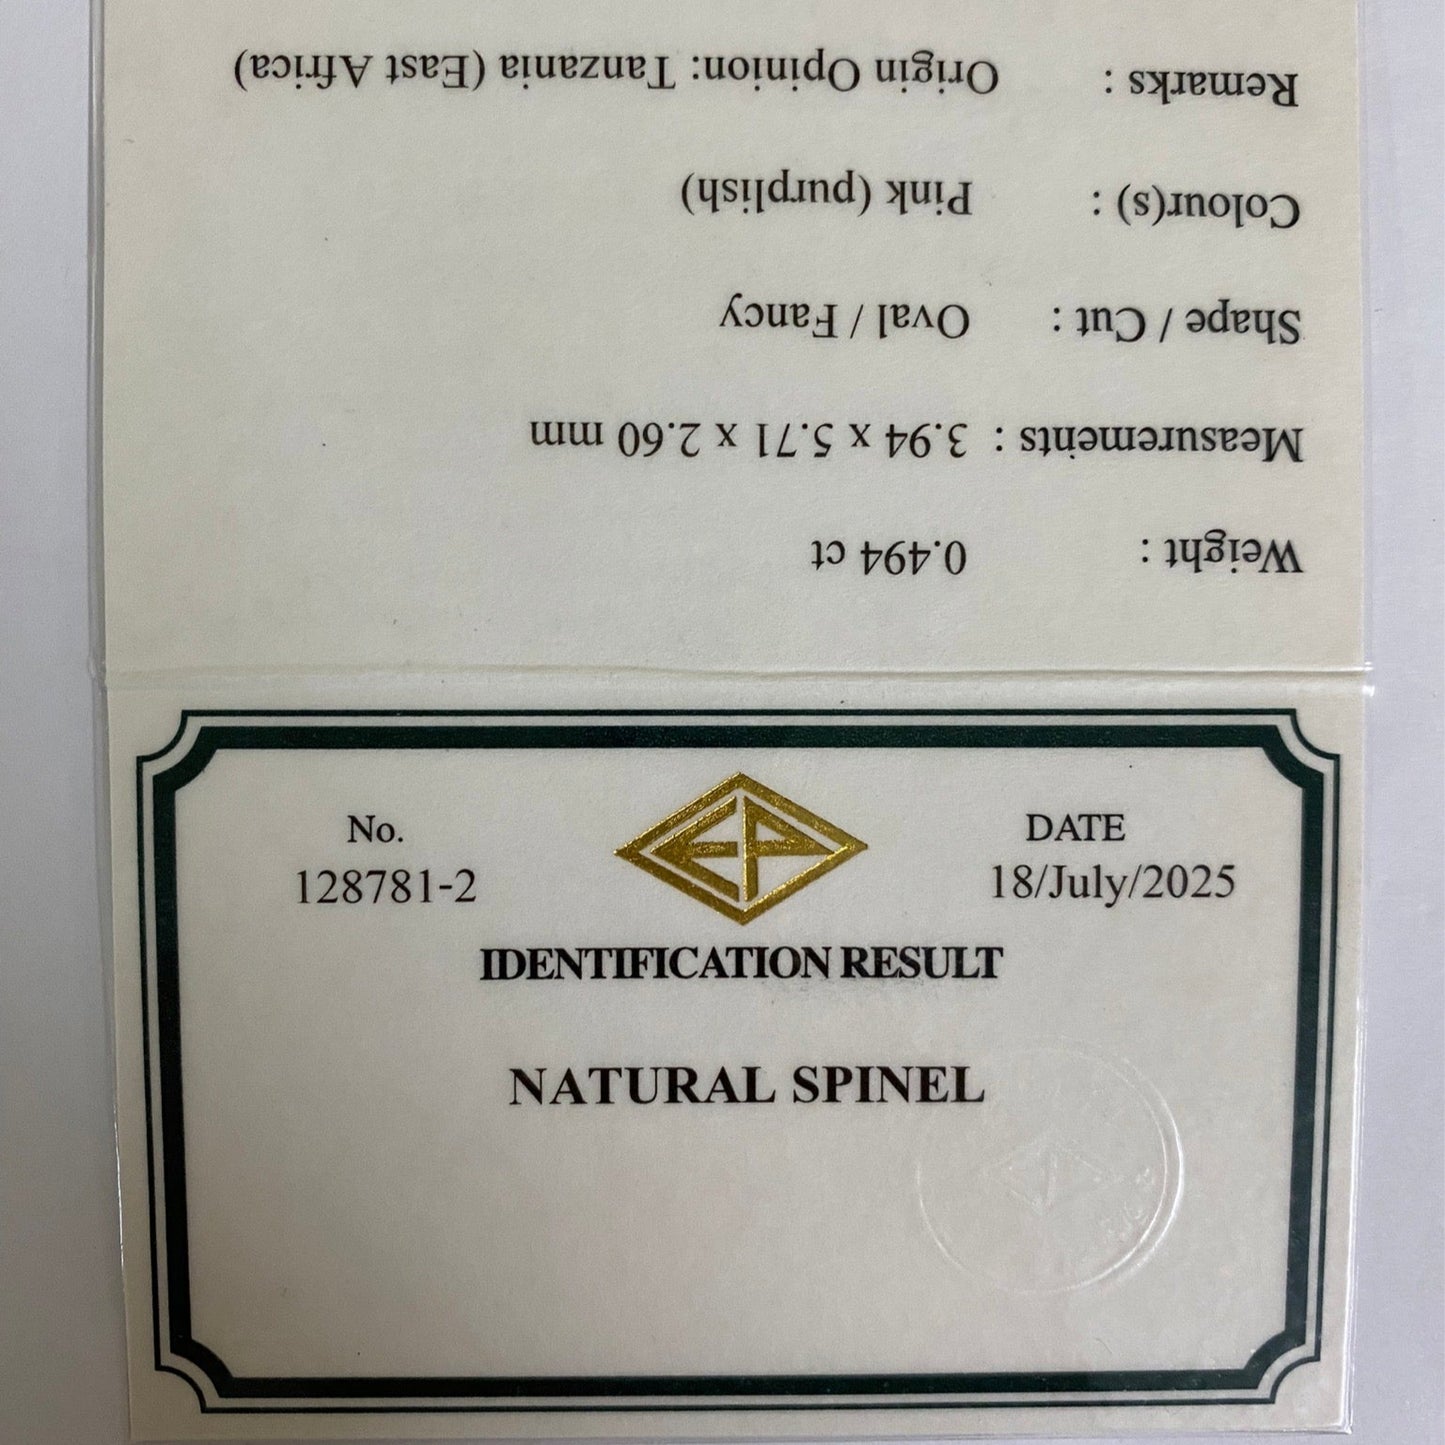 No.
128781-2
EP
DATE
18/July/2025
IDENTIFICATION RESULT
NATURAL SPINEL
Weight : 0.494 ct
Measurements : 3.94 x 5.71 x 2.60 mm
Shape / Cut : Oval / Fancy
Colour(s) : Pink (purplish)
Remarks : Origin Opinion: Tanzania (East Africa)